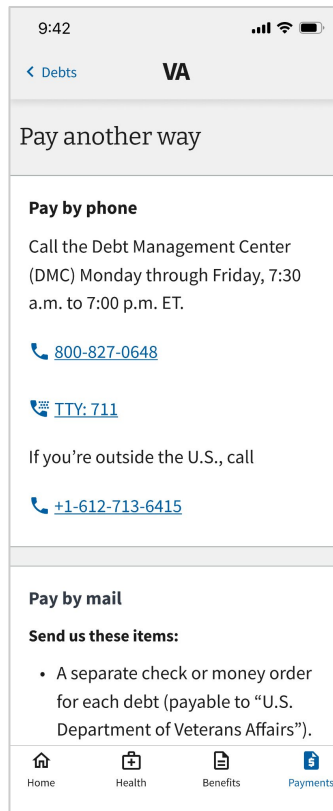 9:42
Debts
VA
Pay another way
Pay by phone
Call the Debt Management Center
(DMC) Monday through Friday, 7:30
a.m. to 7:00 p.m. ET.
800-827-0648
TTY: 711
If you’re outside the U.S., call
+1-612-713-6415
Pay by mail
Send us these items:
• A separate check or money order
for each debt (payable to “U.S.
Department of Veterans Affairs”).
Home
Health
Benefits
Payments